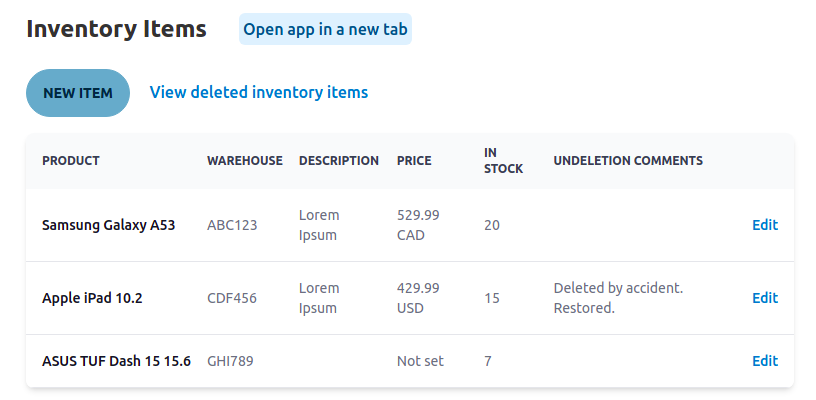 Inventory Items Open app in a new tab
NEW ITEM View deleted inventory items
PRODUCT WAREHOUSE DESCRIPTION PRICE IN STOCK UNDELETION COMMENTS
Samsung Galaxy A53 ABC123 Lorem Ipsum 529.99 CAD 20 Edit
Apple iPad 10.2 CDF456 Lorem Ipsum 429.99 USD 15 Deleted by accident. Restored. Edit
ASUS TUF Dash 15 15.6 GHI789 Not set 7 Edit